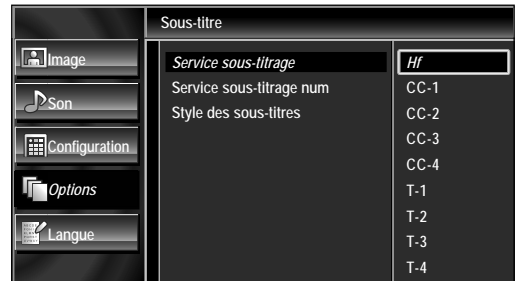 Sous-titre
Image
Son
Configuration
Options
Langue
Service sous-titrage
Service sous-titrage num
Style des sous-titres
Hf
CC-1
CC-2
CC-3
CC-4
T-1
T-2
T-3
T-4